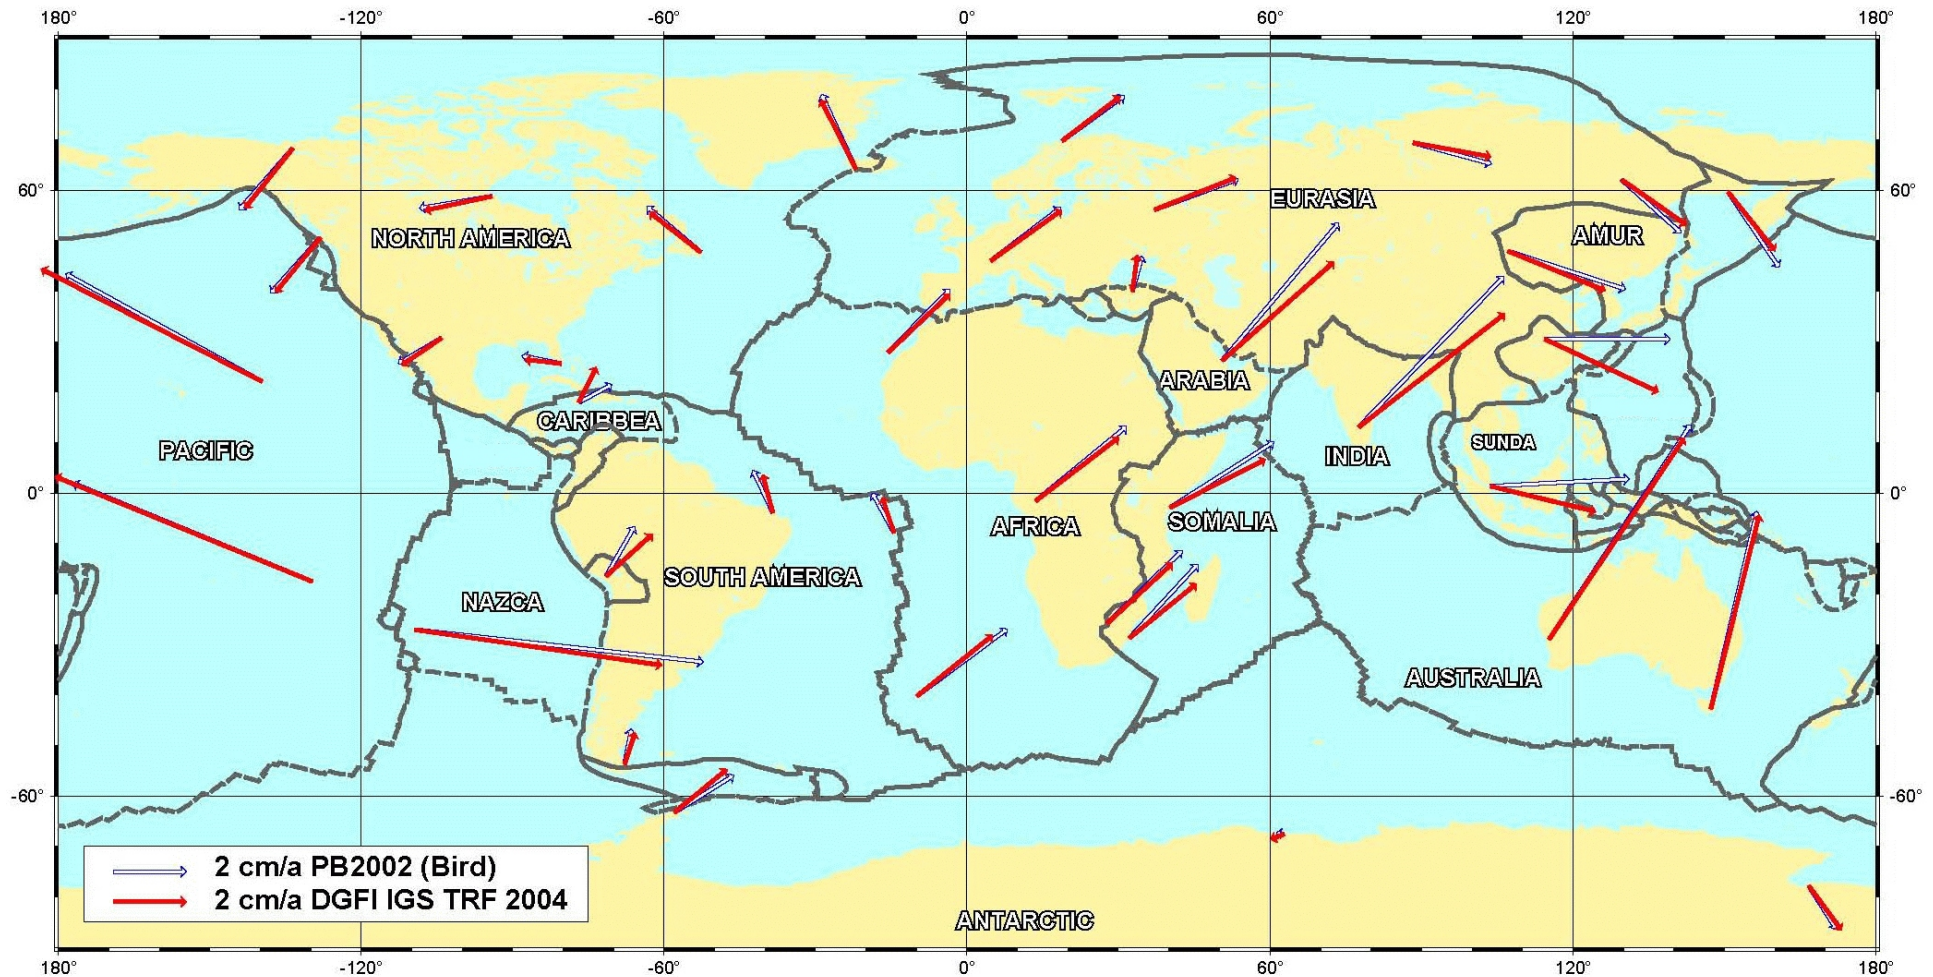 180° -120° -60° 0° 60° 120° 180°
60° 60°
EURASIA
NORTH AMERICA
AMUR
ARABIA
CARIBBEA
PACIFIC
SUNDA
INDIA
0° 0°
AFRICA
SOMALIA
SOUTH AMERICA
NAZCA
AUSTRALIA
-60° -60°
2 cm/a PB2002 (Bird)
2 cm/a DGFI IGS TRF 2004
ANTARCTIC
180° -120° -60° 0° 60° 120° 180°